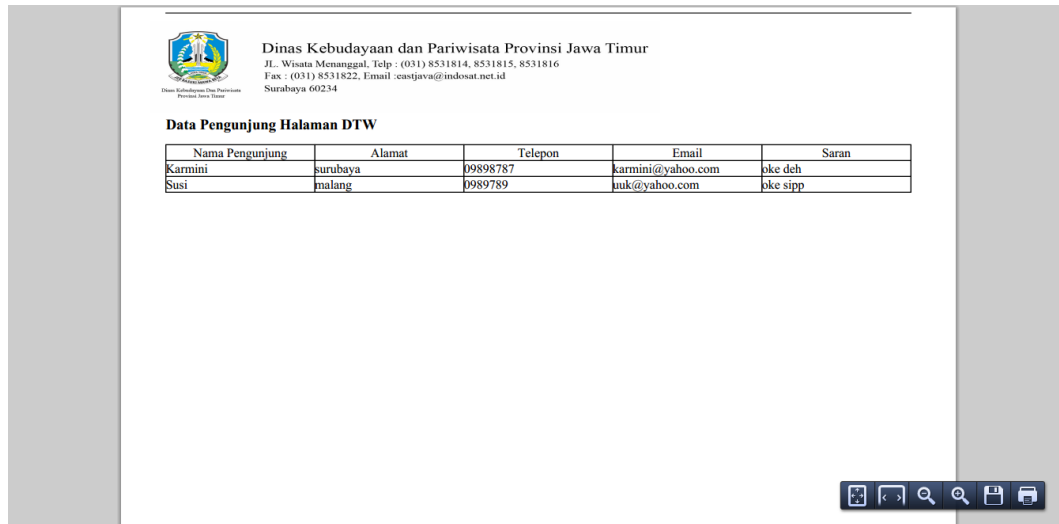 Dinas Kebudayaan dan Pariwisata Provinsi Jawa Timur
JL. Wisata Menanggal, Telp : (031) 8531814, 8531815, 8531816
Fax : (031) 8531822, Email :eastjava@indosat.net.id
Surabaya 60234
Dinas Kebudayaan Dan Pariwisata
Provinsi Jawa Timur
Data Pengunjung Halaman DTW
Nama Pengunjung Alamat Telepon Email Saran
Karmini surubaya 09898787 karmini@yahoo.com oke deh
Susi malang 0989789 uuk@yahoo.com oke sipp